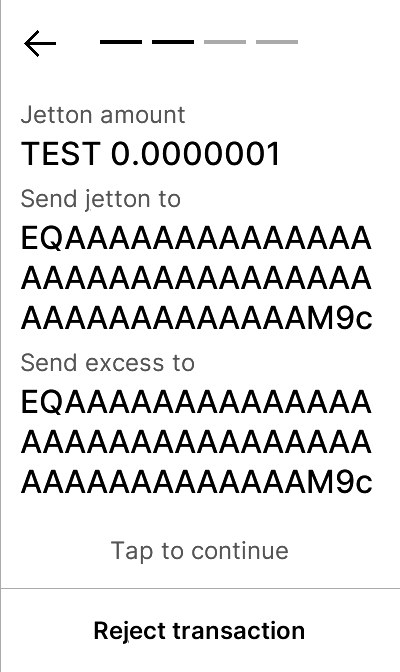 Jetton amount
TEST 0.0000001
Send jetton to
EQAAAAAAAAAAAAAA
AAAAAAAAAAAAAAAA
AAAAAAAAAAAAAM9c
Send excess to
EQAAAAAAAAAAAAAA
AAAAAAAAAAAAAAAA
AAAAAAAAAAAAAM9c
Tap to continue
Reject transaction